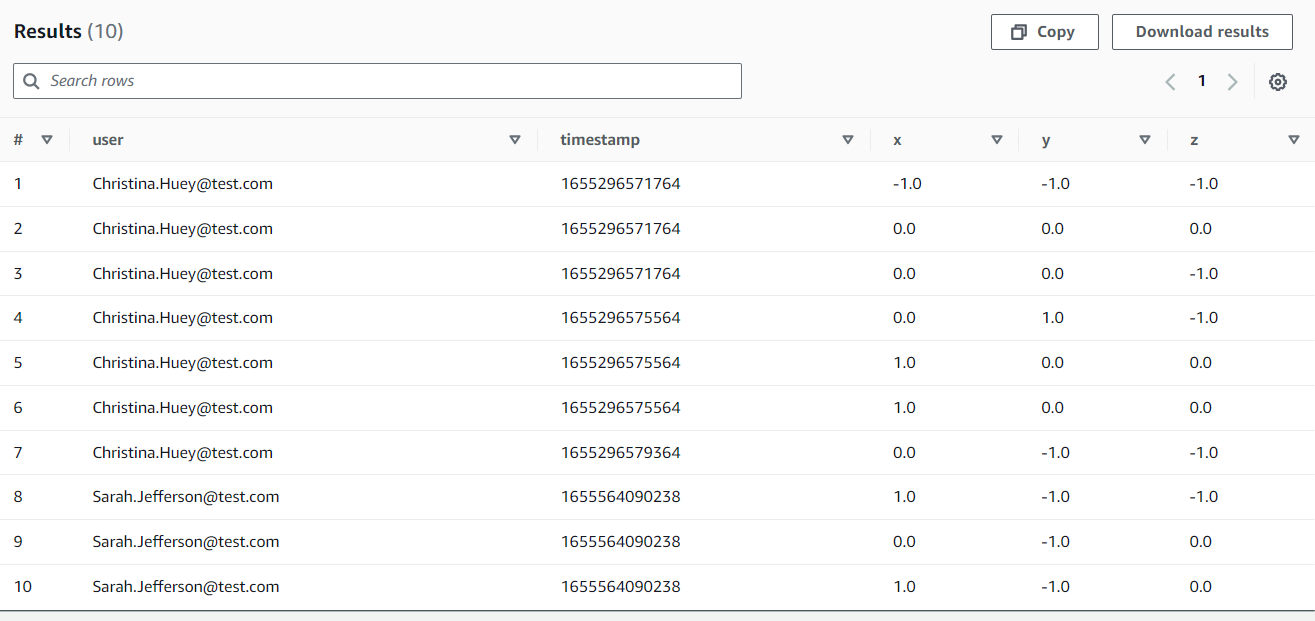 Results (10) Copy Download results
Search rows 1
# user timestamp x y z
1 Christina.Huey@test.com 1655296571764 -1.0 -1.0 -1.0
2 Christina.Huey@test.com 1655296571764 0.0 0.0 0.0
3 Christina.Huey@test.com 1655296571764 0.0 0.0 -1.0
4 Christina.Huey@test.com 1655296575564 0.0 1.0 -1.0
5 Christina.Huey@test.com 1655296575564 1.0 0.0 0.0
6 Christina.Huey@test.com 1655296575564 1.0 0.0 0.0
7 Christina.Huey@test.com 1655296579364 0.0 -1.0 -1.0
8 Sarah.Jefferson@test.com 1655564090238 1.0 -1.0 -1.0
9 Sarah.Jefferson@test.com 1655564090238 0.0 -1.0 0.0
10 Sarah.Jefferson@test.com 1655564090238 1.0 -1.0 0.0